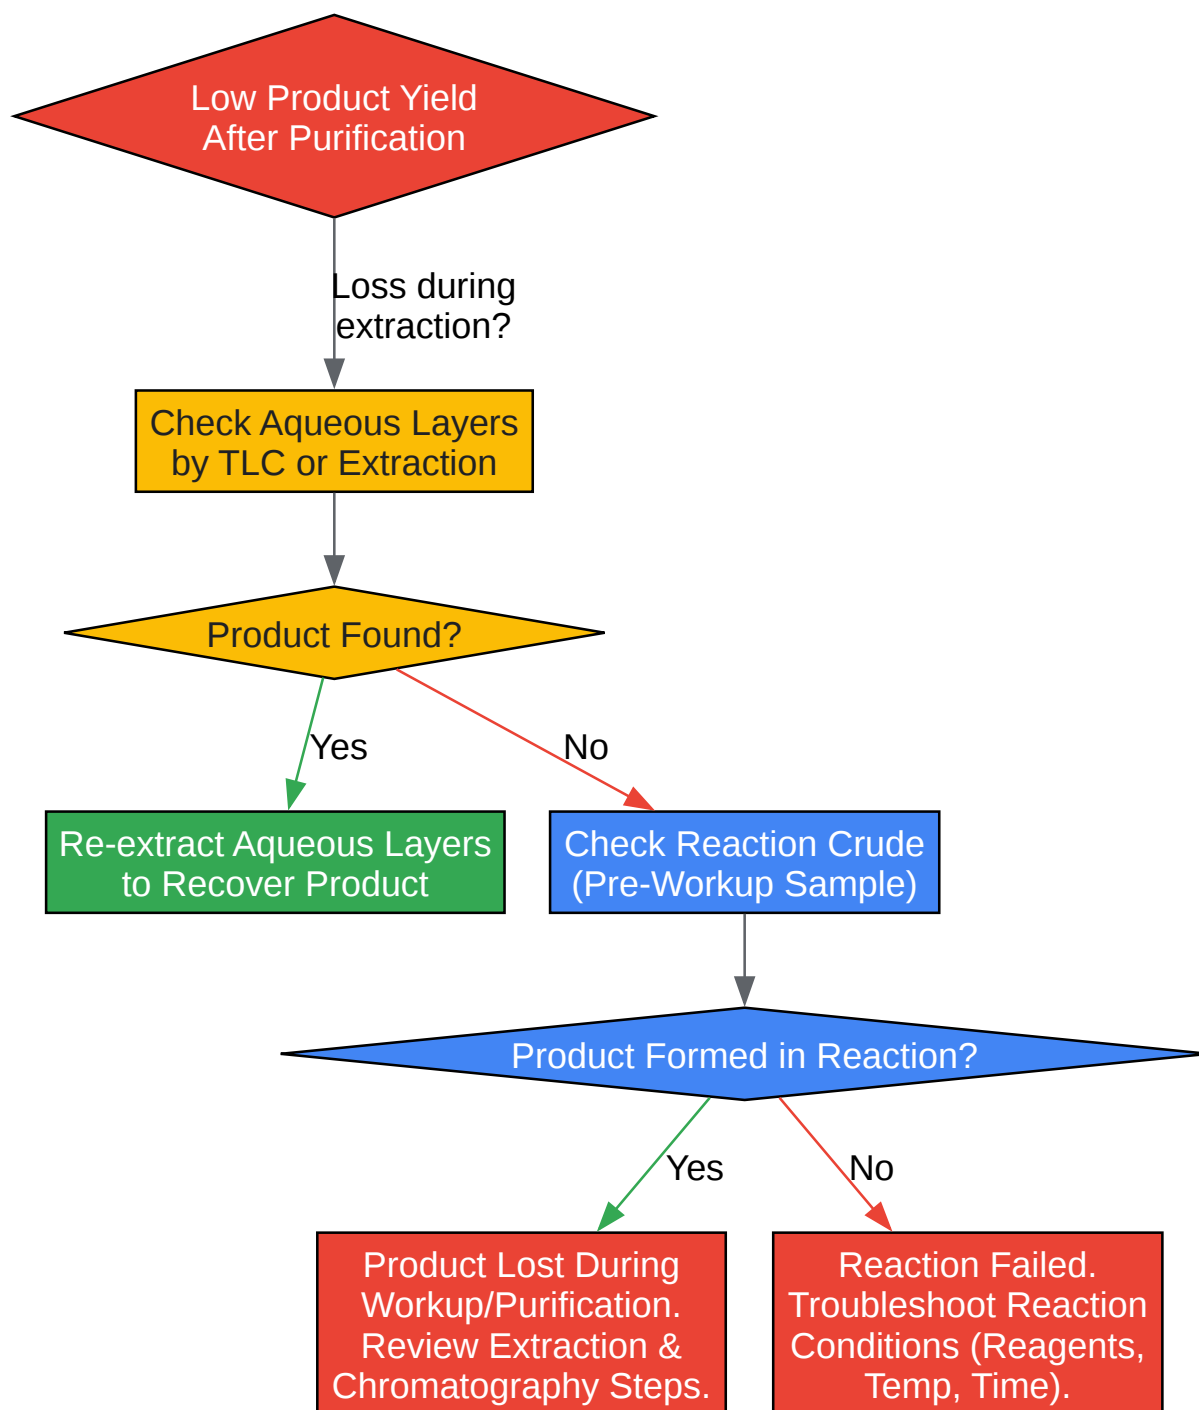 Low Product Yield
After Purification
Loss during
extraction?
Check Aqueous Layers
by TLC or Extraction
Product Found?
Yes
No
Re-extract Aqueous Layers
to Recover Product
Check Reaction Crude
(Pre-Workup Sample)
Product Formed in Reaction?
Yes
No
Product Lost During
Workup/Purification.
Review Extraction &
Chromatography Steps.
Reaction Failed.
Troubleshoot Reaction
Conditions (Reagents,
Temp, Time).